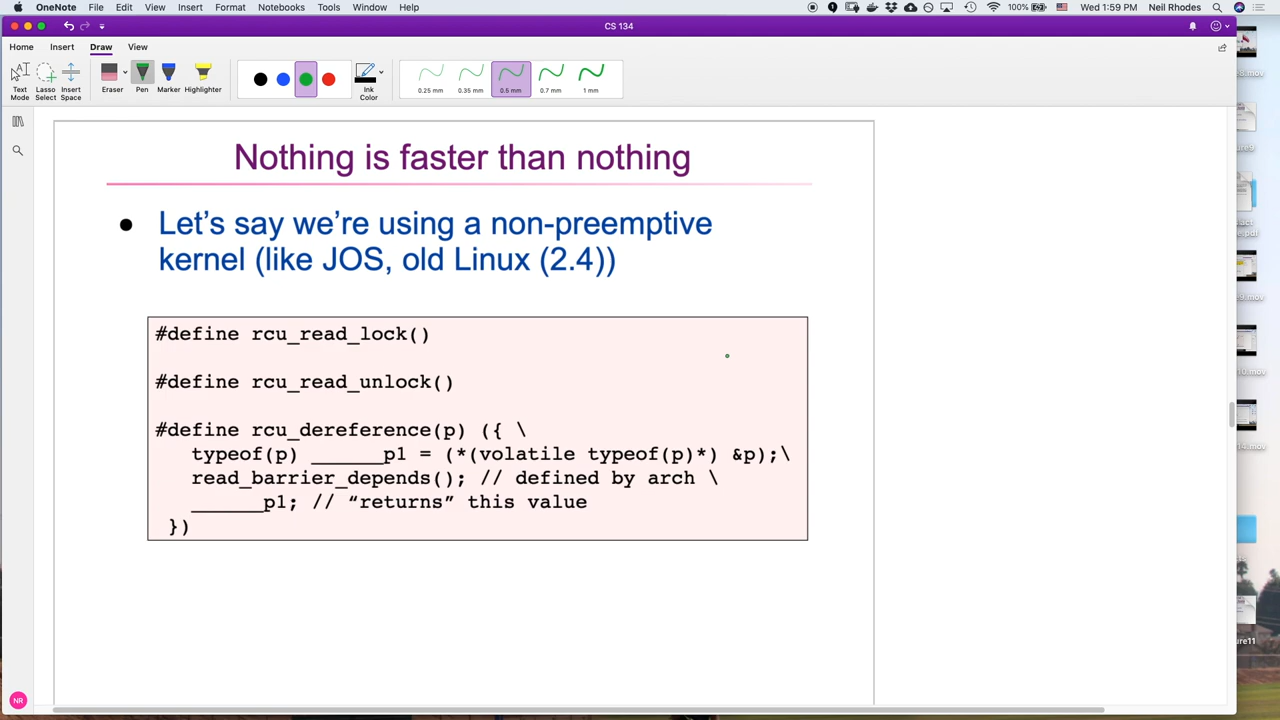 OneNote File Edit View Insert Format Notebooks Tools Window Help 100% Wed 1:59 PM Neil Rhodes
CS 134
Home Insert Draw View
Text Mode
Lasso Select
Insert Space
Eraser
Pen
Marker
Highlighter
Ink Color
0.25 mm
0.35 mm
0.5 mm
0.7 mm
1 mm
Nothing is faster than nothing
● Let's say we're using a non-preemptive
kernel (like JOS, old Linux (2.4))
#define rcu_read_lock()
#define rcu_read_unlock()
#define rcu_dereference(p) ({ \
typeof(p) ______p1 = (*(volatile typeof(p)*) &p);\
read_barrier_depends(); // defined by arch \
______p1; // “returns” this value
})
NR